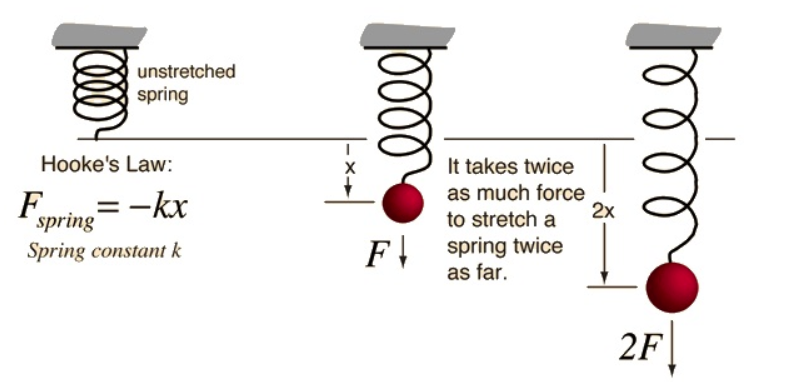 unstretched
spring
Hooke's Law:
F spring = -kx
Spring constant k
x
F
It takes twice
as much force
to stretch a
spring twice
as far.
2x
2F